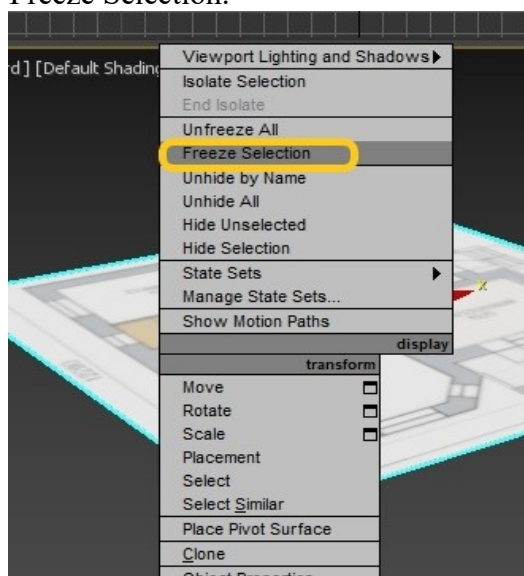 Freeze Selection.
rd ] [Default Shading
Viewport Lighting and Shadows
Isolate Selection
End Isolate
Unfreeze All
Freeze Selection
Unhide by Name
Unhide All
Hide Unselected
Hide Selection
State Sets
Manage State Sets...
Show Motion Paths
display
transform
Move
Rotate
Scale
Placement
Select
Select Similar
Place Pivot Surface
Clone
Object Properties
x